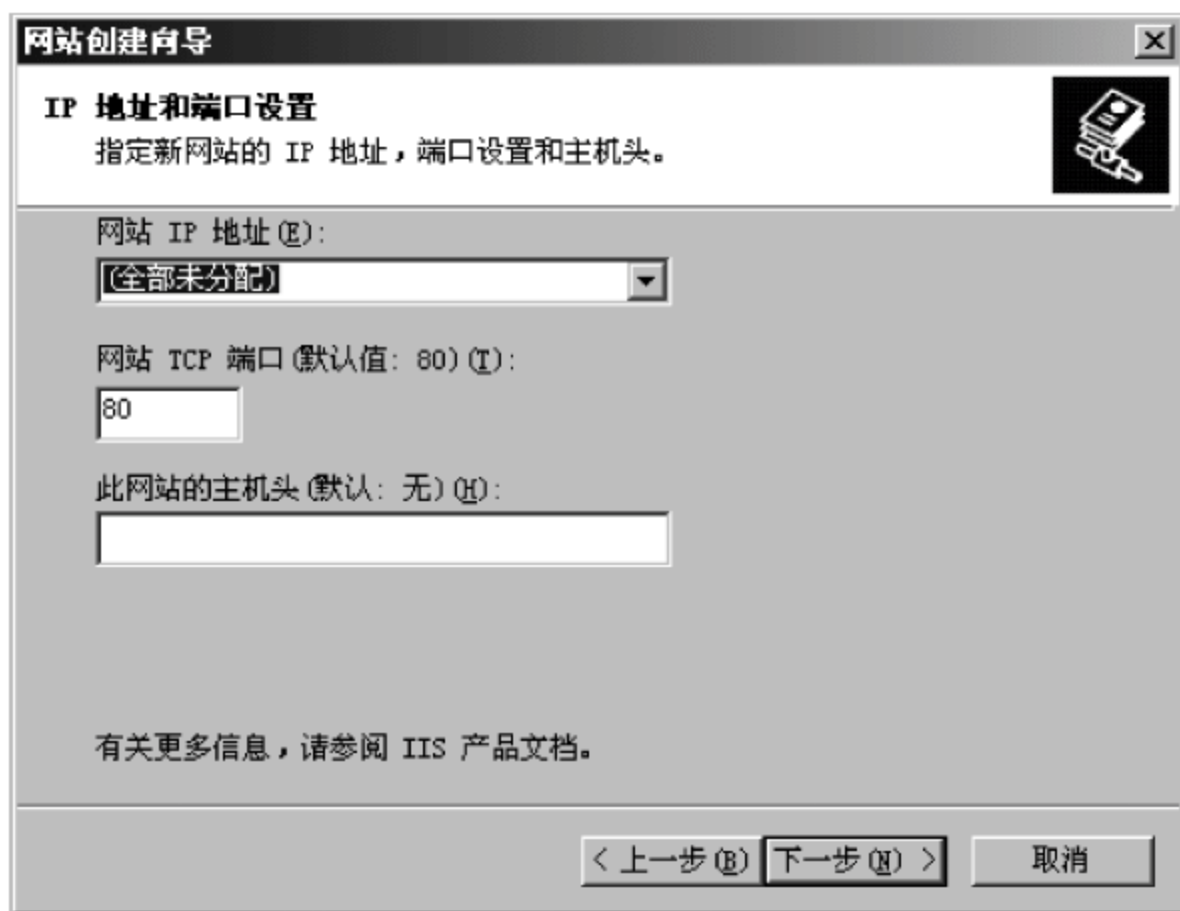 网站创建向导
IP 地址和端口设置
指定新网站的 IP 地址，端口设置和主机头。
网站 IP 地址(E):
(全部未分配)
网站 TCP 端口(默认值: 80)(T):
80
此网站的主机头(默认: 无)(H):
有关更多信息，请参阅 IIS 产品文档。
< 上一步(B) 下一步(N) > 取消